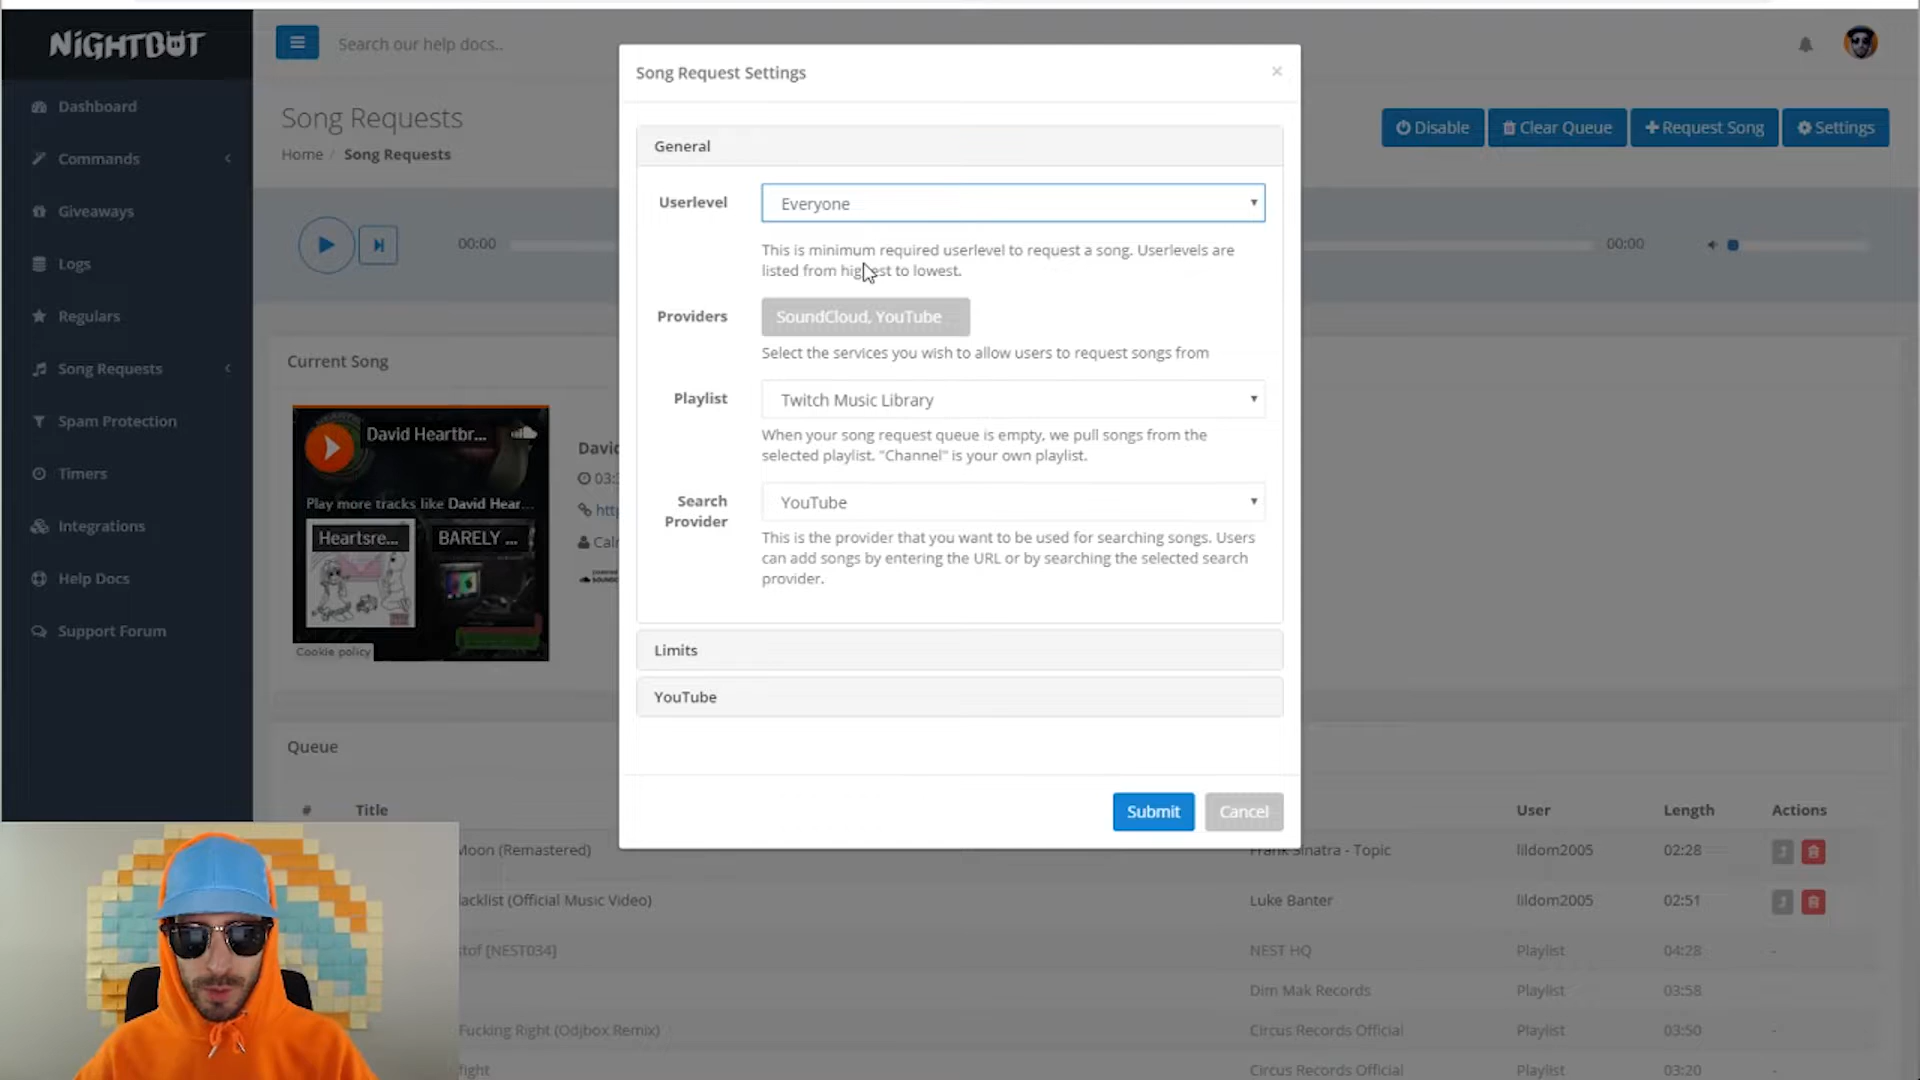 NiGHTBOT
Search our help docs..
Dashboard
Commands
Giveaways
Logs
Regulars
Song Requests
Spam Protection
Timers
Integrations
Help Docs
Support Forum
Song Requests
Home / Song Requests
Disable
Clear Queue
Request Song
Settings
00:00
00:00
Current Song
David Heartbr...
Play more tracks like David Hear...
Heartsre...
BARELY ...
Cookie policy
Davi
03:3
http
Caln
Song Request Settings
×
General
Userlevel
Everyone
This is minimum required userlevel to request a song. Userlevels are
listed from highest to lowest.
Providers
SoundCloud, YouTube
Select the services you wish to allow users to request songs from
Playlist
Twitch Music Library
When your song request queue is empty, we pull songs from the
selected playlist. "Channel" is your own playlist.
Search
Provider
YouTube
This is the provider that you want to be used for searching songs. Users
can add songs by entering the URL or by searching the selected search
provider.
Limits
YouTube
Submit
Cancel
Queue
# Title User Length Actions
Moon (Remastered) Frank Sinatra - Topic lildom2005 02:28
lacklist (Official Music Video) Luke Banter lildom2005 02:51
stof [NEST034] NEST HQ Playlist 04:28 -
Dim Mak Records Playlist 03:58 -
Fucking Right (Odjbox Remix) Circus Records Official Playlist 03:50 -
fight Circus Records Official Playlist 03:20 -